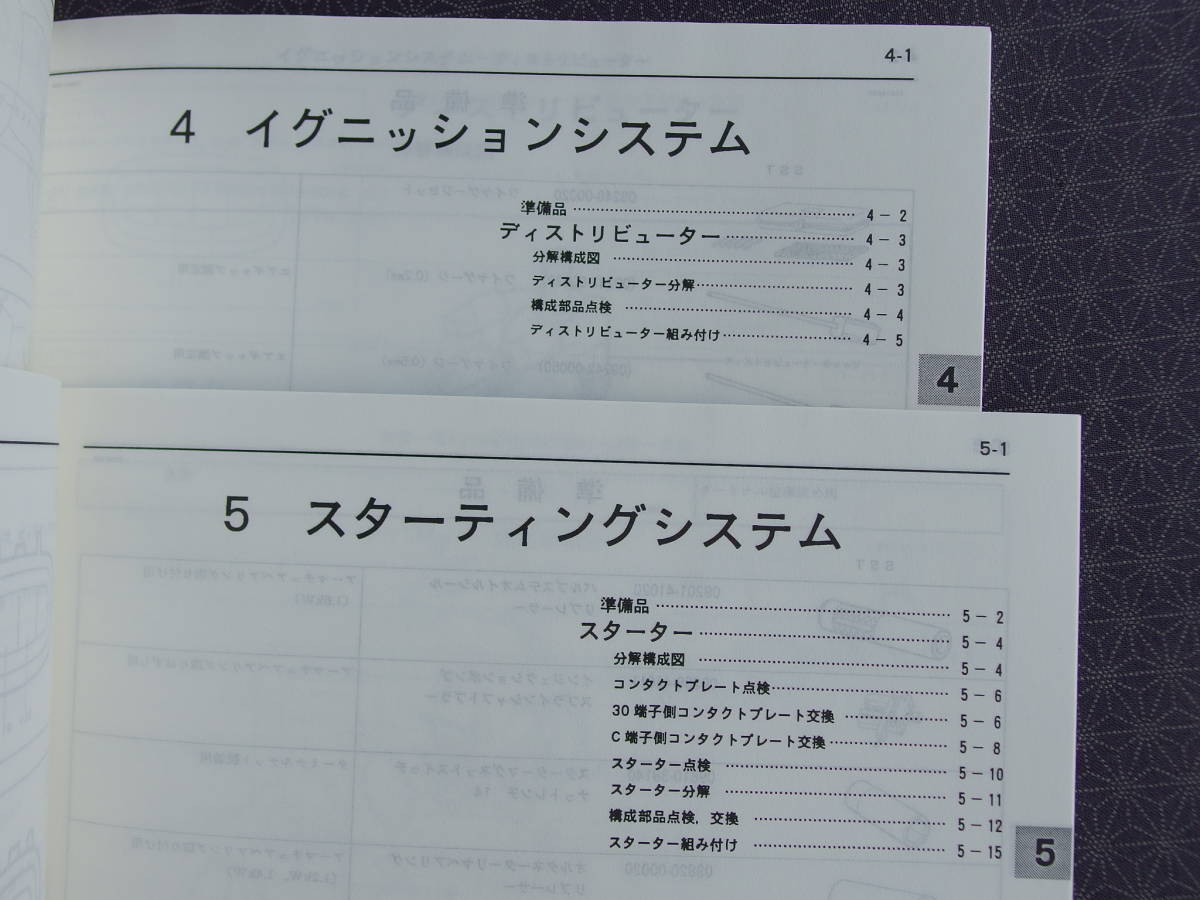 4-1
4 イグニッションシステム
準備品 4－2
ディストリビューター 4－3
分解構成図 4－3
ディストリビューター分解 4－3
構成部品点検 4－4
ディストリビューター組み付け 4－5
4
5-1
5 スターティングシステム
準備品 5－2
スターター 5－4
分解構成図 5－4
コンタクトプレート点検 5－6
30端子側コンタクトプレート交換 5－6
C端子側コンタクトプレート交換 5－8
スターター点検 5－10
スターター分解 5－11
構成部品点検，交換 5－12
スターター組み付け 5－15
5